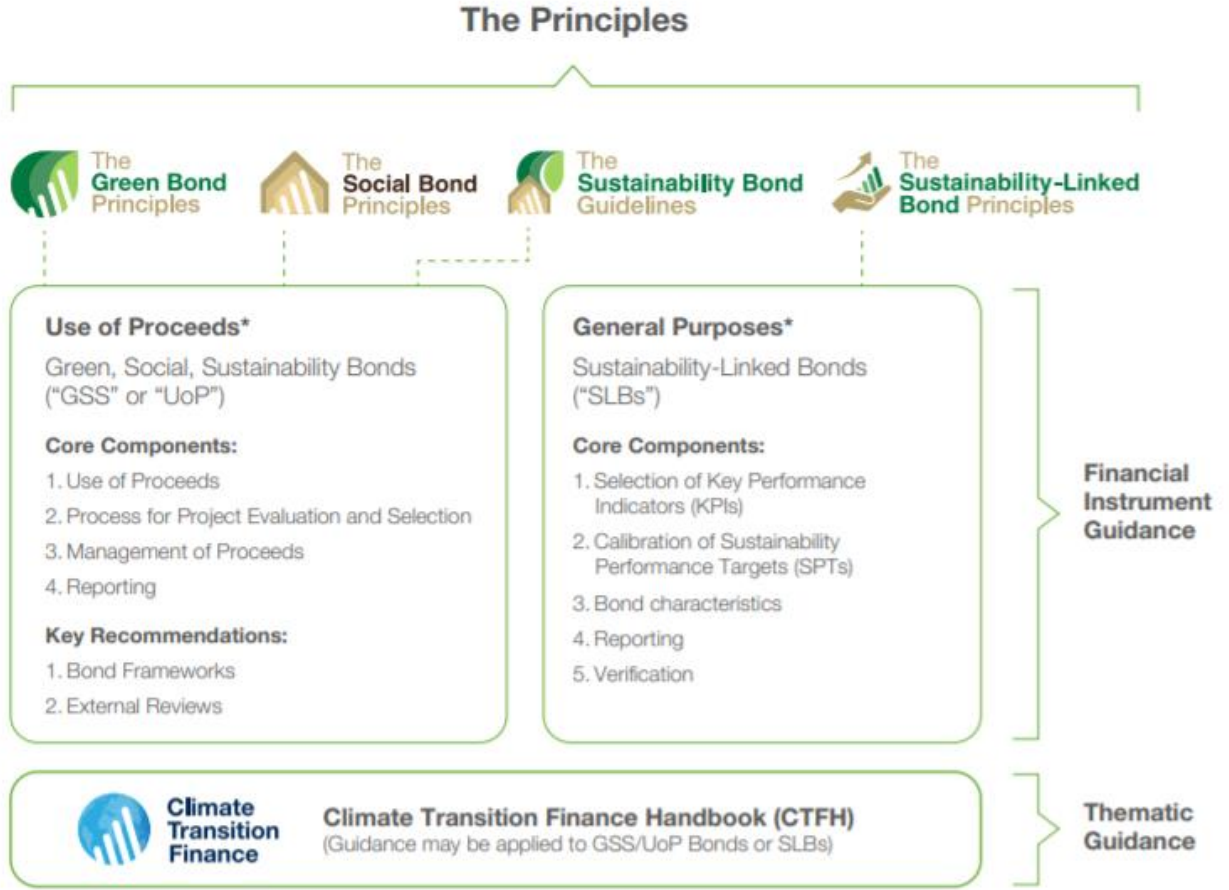 The Principles
The
Green Bond
Principles
The
Social Bond
Principles
The
Sustainability Bond
Guidelines
The
Sustainability-Linked
Bond Principles
Use of Proceeds*
Green, Social, Sustainability Bonds
(“GSS” or “UoP”)
Core Components:
1. Use of Proceeds
2. Process for Project Evaluation and Selection
3. Management of Proceeds
4. Reporting
Key Recommendations:
1. Bond Frameworks
2. External Reviews
General Purposes*
Sustainability-Linked Bonds
(“SLBs”)
Core Components:
1. Selection of Key Performance
Indicators (KPIs)
2. Calibration of Sustainability
Performance Targets (SPTs)
3. Bond characteristics
4. Reporting
5. Verification
Financial
Instrument
Guidance
Climate
Transition
Finance
Climate Transition Finance Handbook (CTFH)
(Guidance may be applied to GSS/UoP Bonds or SLBs)
Thematic
Guidance